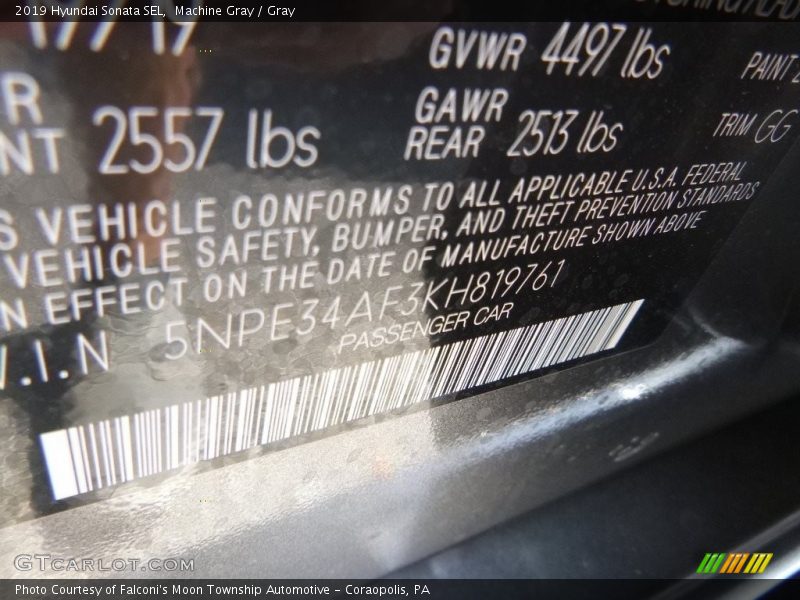 2019 Hyundai Sonata SEL, Machine Gray / Gray
GVWR 4497 lbs
PAINT
2557 lbs
GAWR
REAR 2513 lbs
TRIM GG
VEHICLE CONFORMS TO ALL APPLICABLE U.S.A. FEDERAL
VEHICLE SAFETY, BUMPER, AND THEFT PREVENTION STANDARDS
EFFECT ON THE DATE OF MANUFACTURE SHOWN ABOVE
V.I.N 5NPE34AF3KH819761
PASSENGER CAR
GTCARLOT.COM
Photo Courtesy of Falconi's Moon Township Automotive – Coraopolis, PA